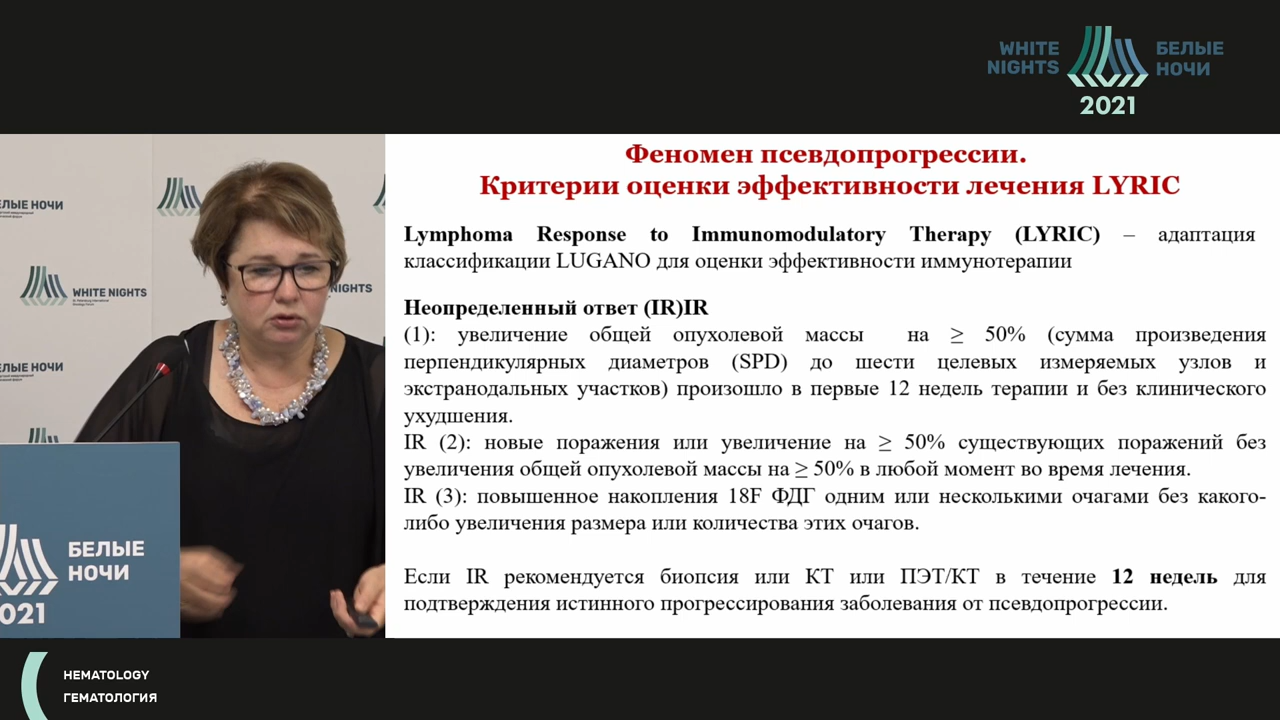 WHITE
NIGHTS
БЕЛЫЕ
НОЧИ
2021
Феномен псевдопрогрессии.
Критерии оценки эффективности лечения LYRIC
Lymphoma Response to Immunomodulatory Therapy (LYRIC) – адаптация
классификации LUGANO для оценки эффективности иммунотерапии
Неопределенный ответ (IR)IR
(1): увеличение общей опухолевой массы на ≥ 50% (сумма произведения
перпендикулярных диаметров (SPD) до шести целевых измеряемых узлов и
экстранодальных участков) произошло в первые 12 недель терапии и без клинического
ухудшения.
IR (2): новые поражения или увеличение на ≥ 50% существующих поражений без
увеличения общей опухолевой массы на ≥ 50% в любой момент во время лечения.
IR (3): повышенное накопления 18F ФДГ одним или несколькими очагами без какого-
либо увеличения размера или количества этих очагов.
Если IR рекомендуется биопсия или КТ или ПЭТ/КТ в течение 12 недель для
подтверждения истинного прогрессирования заболевания от псевдопрогрессии.
ЕЛЫЕ НОЧИ
WHITE NIGHTS
NIGHTS
ЕЛЫЕ НОЧИ
БЕЛЫЕ
НОЧИ
021
HEMATOLOGY
ГЕМАТОЛОГИЯ